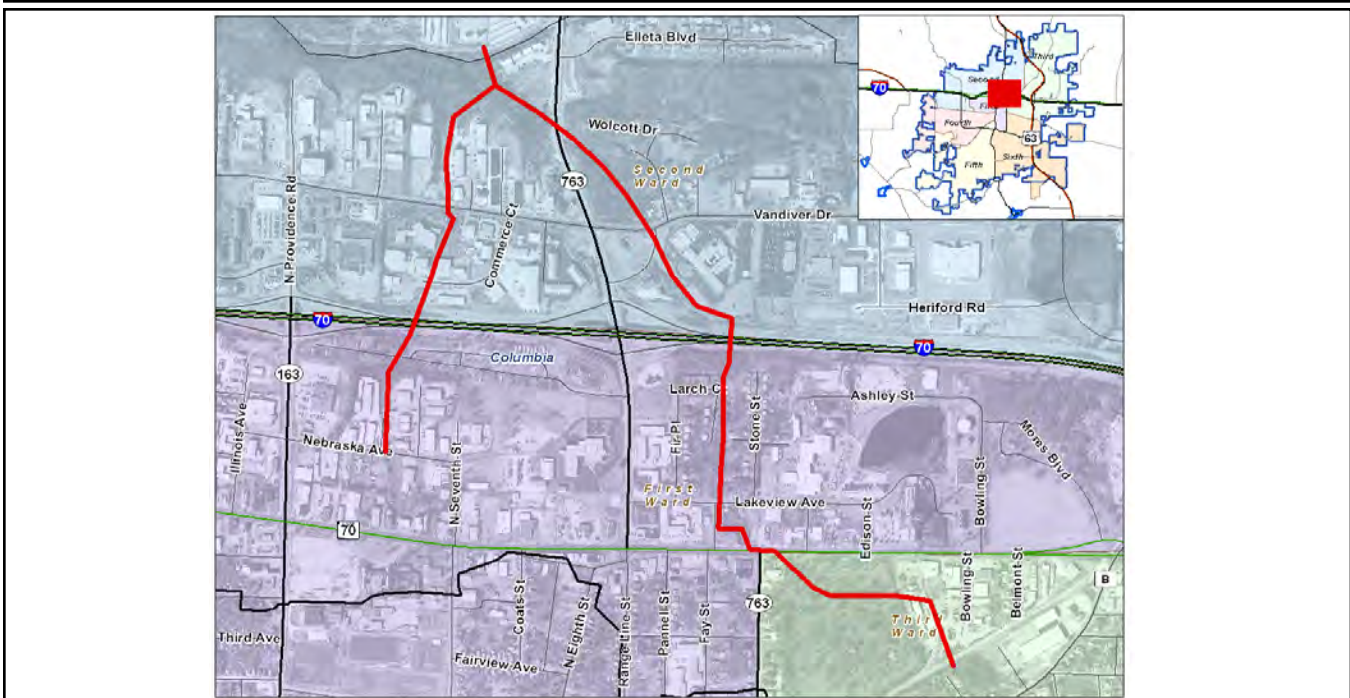 Elleta Blvd
Third
Second
70
Fourth
63
Fifth
Sixth
Wolcott Dr
N Providence Rd
763
Second
Ward
Vandiver Dr
Commerce Ct
Heriford Rd
70
Columbia
70
163
Larch C
Ashley St
Stone St
Fir Pl
Mores Blvd
Illinois Ave
Nebraska Ave
N Seventh St
First
Ward
Lakeview Ave
Edison St
Bowling St
70
B
Third Ave
Coats St
N Eighth St
Range Line St
Pannell St
Fay St
763
Third
Ward
Bowling St
Belmont St
Fairview Ave